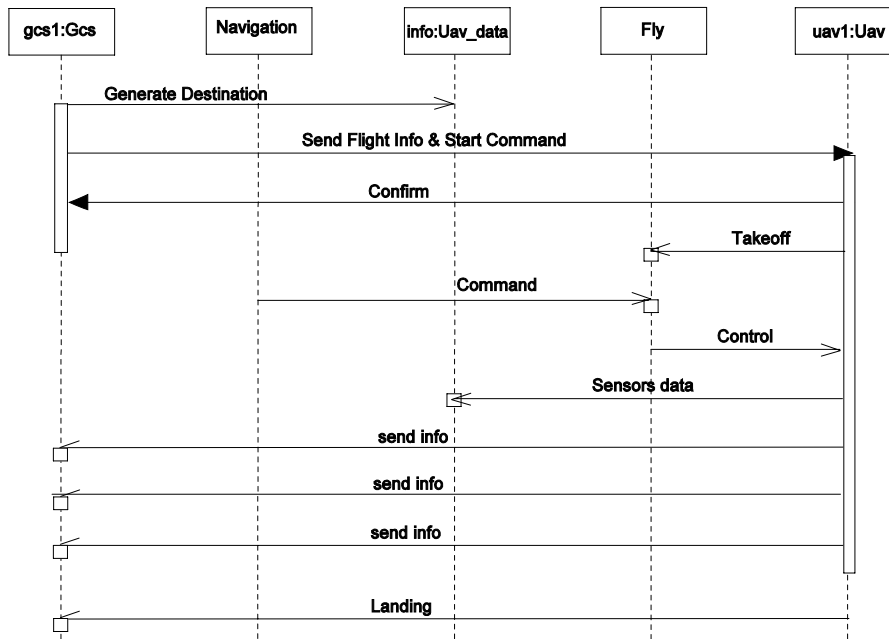 gcs1:Gcs
Navigation
info:Uav_data
Fly
uav1:Uav
Generate Destination
Send Flight Info & Start Command
Confirm
Takeoff
Command
Control
Sensors data
send info
send info
send info
Landing